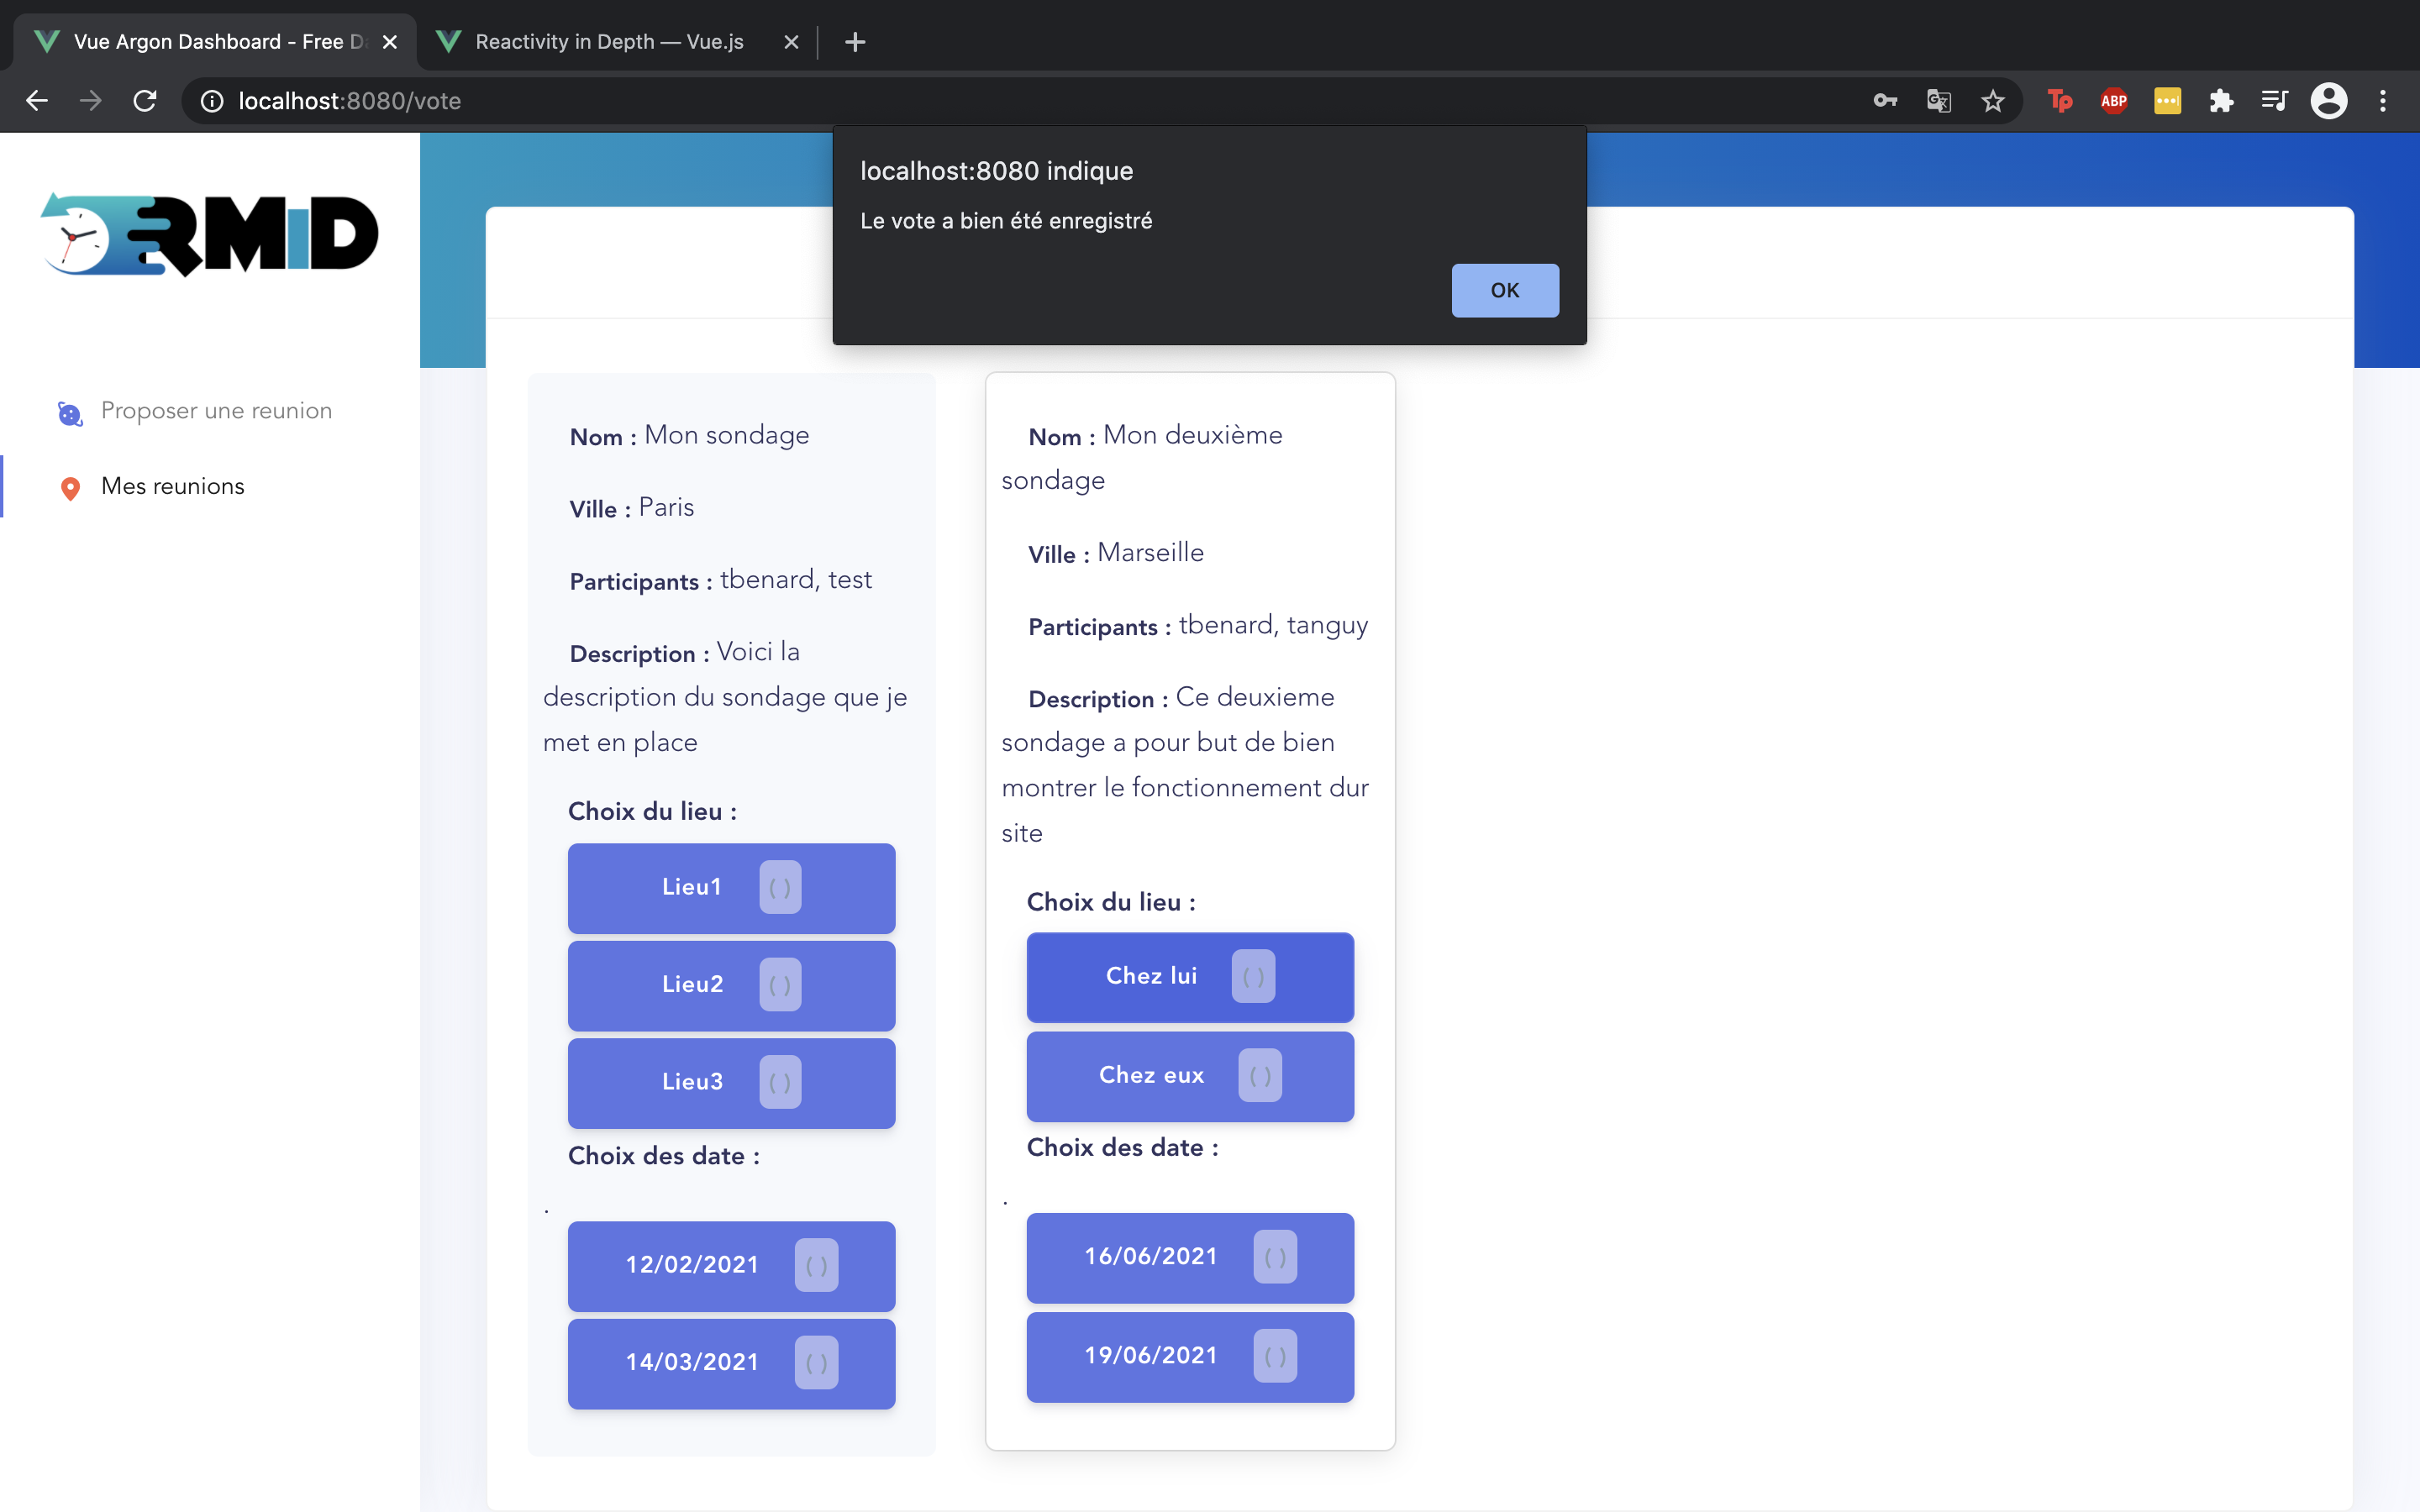 Vue Argon Dashboard - Free Da
Reactivity in Depth — Vue.js
localhost:8080/vote
Tp
ABP
localhost:8080 indique
Le vote a bien été enregistré
OK
RMiD
Proposer une reunion
Mes reunions
Nom : Mon sondage
Ville : Paris
Participants : tbenard, test
Description : Voici la
description du sondage que je
met en place
Choix du lieu :
Lieu1 ( )
Lieu2 ( )
Lieu3 ( )
Choix des date :
.
12/02/2021 ( )
14/03/2021 ( )
Nom : Mon deuxième
sondage
Ville : Marseille
Participants : tbenard, tanguy
Description : Ce deuxieme
sondage a pour but de bien
montrer le fonctionnement dur
site
Choix du lieu :
Chez lui ( )
Chez eux ( )
Choix des date :
.
16/06/2021 ( )
19/06/2021 ( )